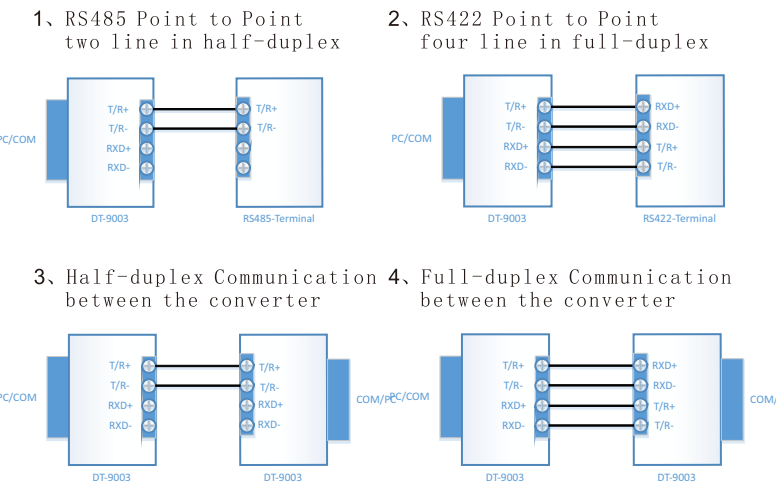 1、RS485 Point to Point
two line in half-duplex
T/R+
T/R-
RXD+
RXD-
T/R+
T/R-
PC/COM
DT-9003
RS485-Terminal
2、RS422 Point to Point
four line in full-duplex
T/R+
T/R-
RXD+
RXD-
RXD+
RXD-
T/R+
T/R-
PC/COM
DT-9003
RS422-Terminal
3、Half-duplex Communication
between the converter
T/R+
T/R-
RXD+
RXD-
T/R+
T/R-
RXD+
RXD-
PC/COM
COM/PC
DT-9003
DT-9003
4、Full-duplex Communication
between the converter
T/R+
T/R-
RXD+
RXD-
RXD+
RXD-
T/R+
T/R-
PC/COM
COM/
DT-9003
DT-9003